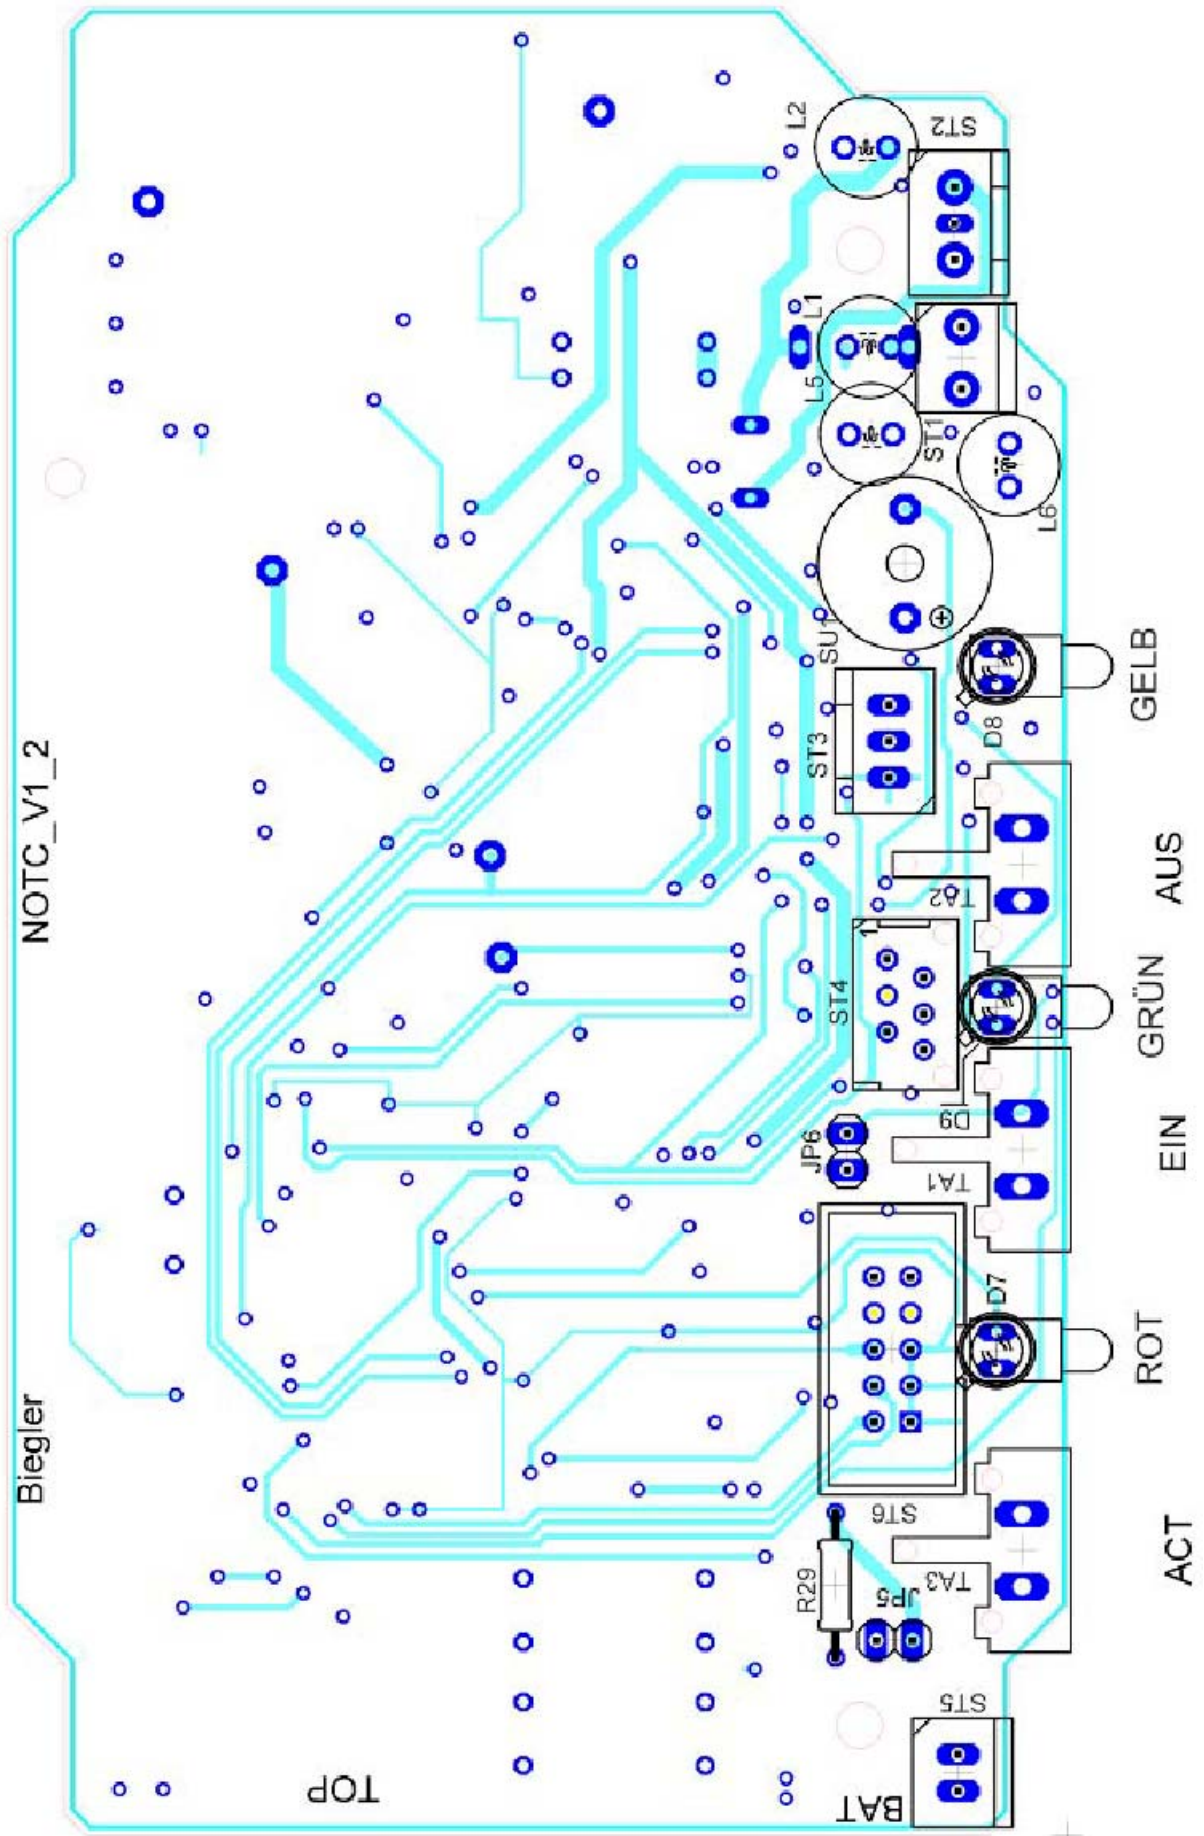 L2
ST2
L1
L5
ST1
L6
SU1
GELB
D8
ST3
NOTC_V1_2
AUS
TA2
1
ST4
GRÜN
D9
JP6
EIN
TA1
D7
ROT
Biegler
ST6
R29
TA3
JP5
ACT
ST5
TOP
BAT